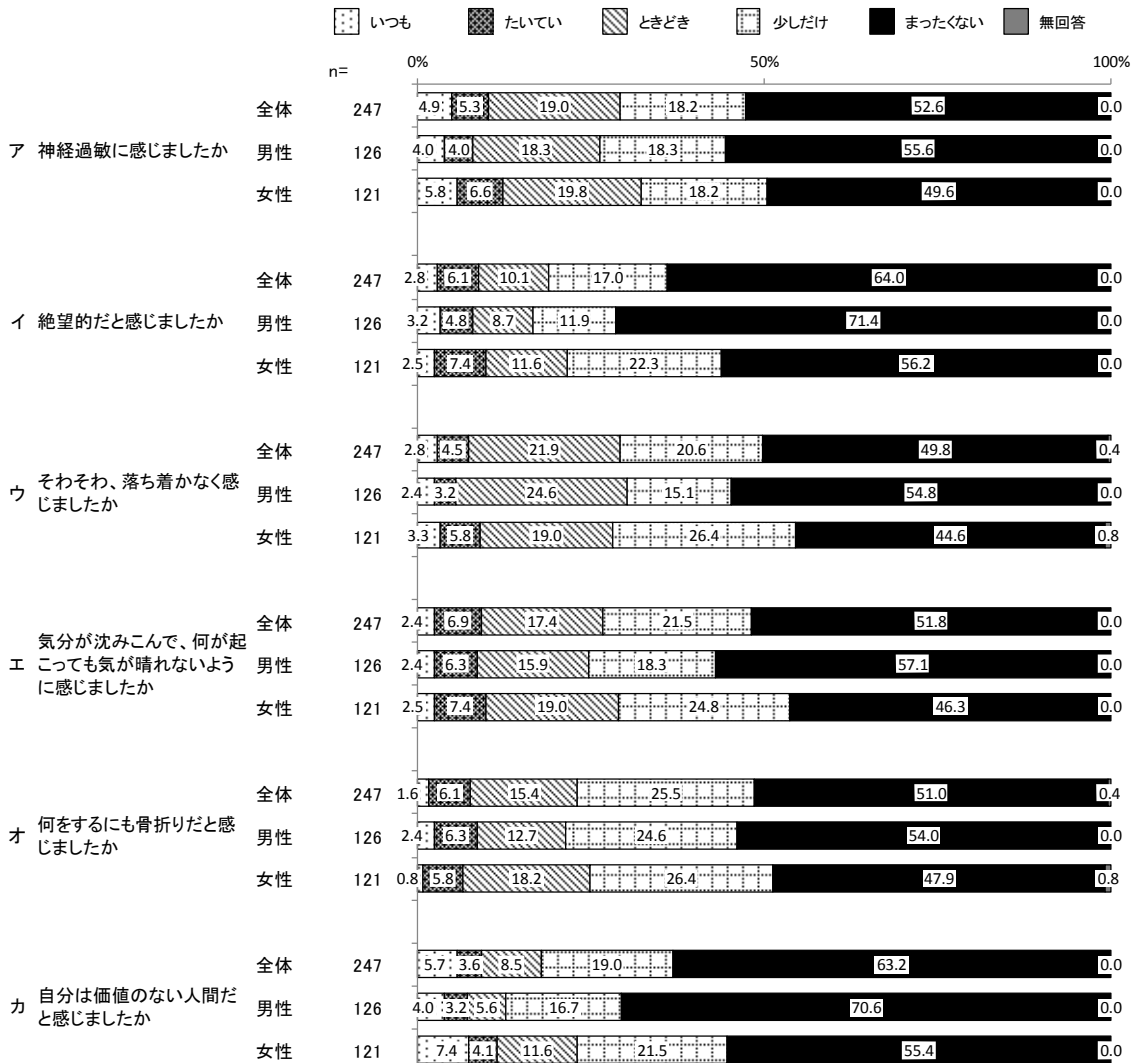 いつも たいてい ときどき 少しだけ まったくない 無回答
n= 0% 50% 100%
全体 247 4.9 5.3 19.0 18.2 52.6 0.0
ア 神経過敏に感じましたか 男性 126 4.0 4.0 18.3 18.3 55.6 0.0
女性 121 5.8 6.6 19.8 18.2 49.6 0.0
全体 247 2.8 6.1 10.1 17.0 64.0 0.0
イ 絶望的だと感じましたか 男性 126 3.2 4.8 8.7 11.9 71.4 0.0
女性 121 2.5 7.4 11.6 22.3 56.2 0.0
全体 247 2.8 4.5 21.9 20.6 49.8 0.4
ウ そわそわ、落ち着かなく感
じましたか 男性 126 2.4 3.2 24.6 15.1 54.8 0.0
女性 121 3.3 5.8 19.0 26.4 44.6 0.8
全体 247 2.4 6.9 17.4 21.5 51.8 0.0
エ 気分が沈みこんで、何が起
こっても気が晴れないよう
に感じましたか 男性 126 2.4 6.3 15.9 18.3 57.1 0.0
女性 121 2.5 7.4 19.0 24.8 46.3 0.0
全体 247 1.6 6.1 15.4 25.5 51.0 0.4
オ 何をするにも骨折りだと感
じましたか 男性 126 2.4 6.3 12.7 24.6 54.0 0.0
女性 121 0.8 5.8 18.2 26.4 47.9 0.8
全体 247 5.7 3.6 8.5 19.0 63.2 0.0
カ 自分は価値のない人間だ
と感じましたか 男性 126 4.0 3.2 5.6 16.7 70.6 0.0
女性 121 7.4 4.1 11.6 21.5 55.4 0.0